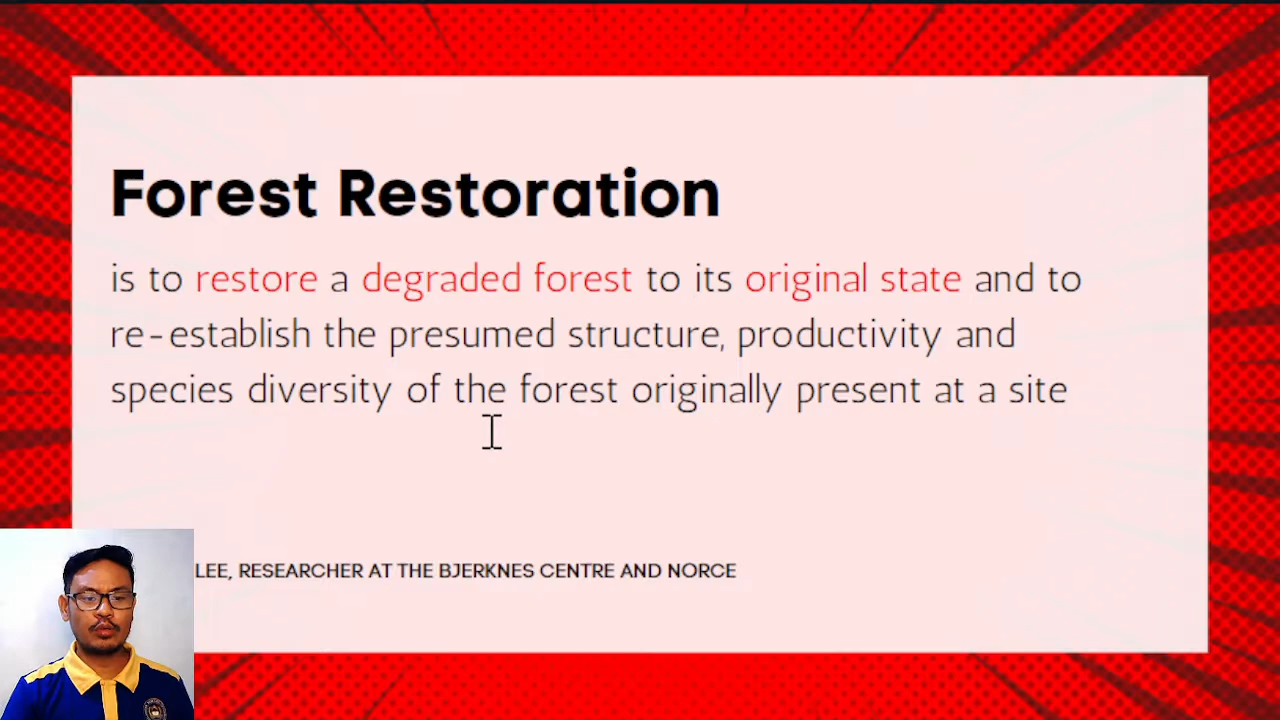 Forest Restoration
is to restore a degraded forest to its original state and to
re-establish the presumed structure, productivity and
species diversity of the forest originally present at a site
LEE, RESEARCHER AT THE BJERKNES CENTRE AND NORCE